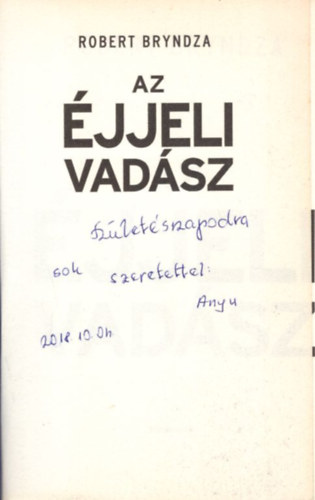 ROBERT BRYNDZA
AZ
ÉJJELI
VADÁSZ
Születésnapodra
sok szeretettel:
Anyu
2018.10.04.